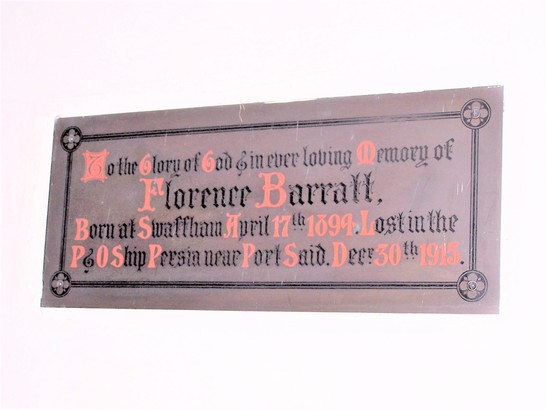 To the Glory of God & in ever loving Memory of
Florence Barratt.
Born at Swaffham April 17th 1894. Lost in the
P & O Ship Persia near Port Said. Decr 30th 1915.